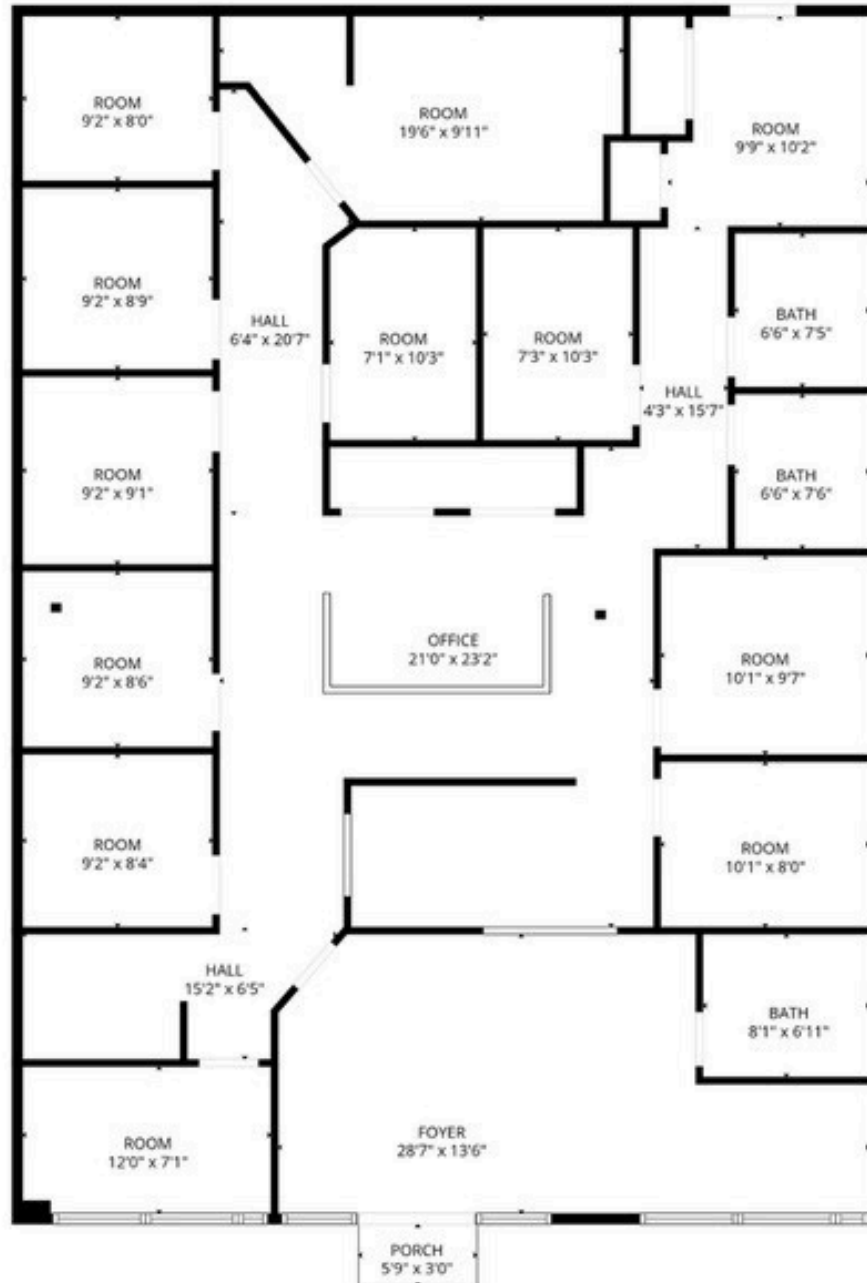 ROOM
9'2" x 8'0"
ROOM
19'6" x 9'11"
ROOM
9'9" x 10'2"
ROOM
9'2" x 8'9"
HALL
6'4" x 20'7"
ROOM
7'1" x 10'3"
ROOM
7'3" x 10'3"
BATH
6'6" x 7'5"
HALL
4'3" x 15'7"
ROOM
9'2" x 9'1"
BATH
6'6" x 7'6"
ROOM
9'2" x 8'6"
OFFICE
21'0" x 23'2"
ROOM
10'1" x 9'7"
ROOM
9'2" x 8'4"
ROOM
10'1" x 8'0"
HALL
15'2" x 6'5"
BATH
8'1" x 6'11"
ROOM
12'0" x 7'1"
FOYER
28'7" x 13'6"
PORCH
5'9" x 3'0"